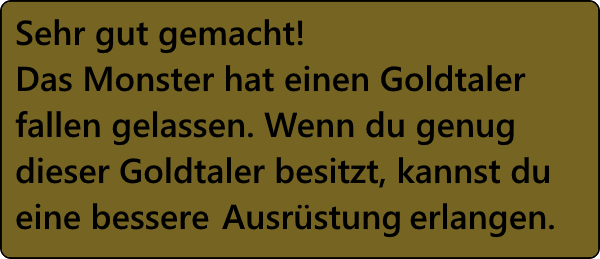 Sehr gut gemacht!
Das Monster hat einen Goldtaler
fallen gelassen. Wenn du genug
dieser Goldtaler besitzt, kannst du
eine bessere Ausrüstung erlangen.